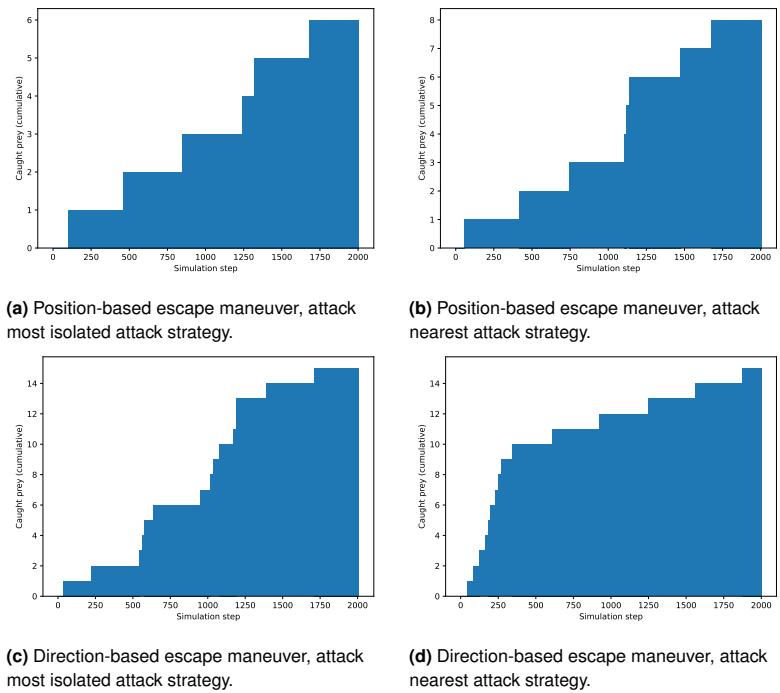 6
5
4
3
2
1
0
Caught prey (cumulative)
0 250 500 750 1000 1250 1500 1750 2000
Simulation step
8
7
6
5
4
3
2
1
0
Caught prey (cumulative)
0 250 500 750 1000 1250 1500 1750 2000
Simulation step
(a) Position-based escape maneuver, attack
most isolated attack strategy.
(b) Position-based escape maneuver, attack
nearest attack strategy.
14
12
10
8
6
4
2
0
Caught prey (cumulative)
0 250 500 750 1000 1250 1500 1750 2000
Simulation step
14
12
10
8
6
4
2
0
Caught prey (cumulative)
0 250 500 750 1000 1250 1500 1750 2000
Simulation step
(c) Direction-based escape maneuver, attack
most isolated attack strategy.
(d) Direction-based escape maneuver, attack
nearest attack strategy.